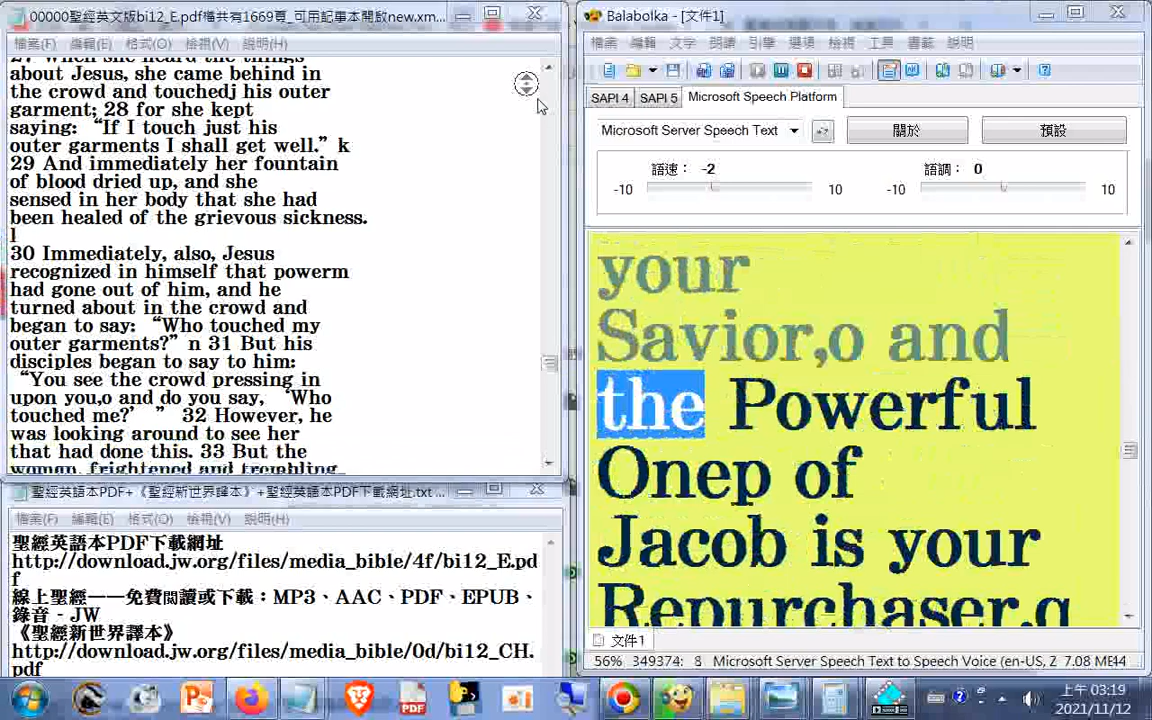 00000聖經英文版bi12_E.pdf檔共有1669頁_可用記事本開啟new.xm...
檔案(F) 編輯(E) 格式(O) 檢視(V) 說明(H)
27 When she heard the things
about Jesus, she came behind in
the crowd and touchedj his outer
garment; 28 for she kept
saying: “If I touch just his
outer garments I shall get well.” k
29 And immediately her fountain
of blood dried up, and she
sensed in her body that she had
been healed of the grievous sickness.
l
30 Immediately, also, Jesus
recognized in himself that powerm
had gone out of him, and he
turned about in the crowd and
began to say: “Who touched my
outer garments?” n 31 But his
disciples began to say to him:
“You see the crowd pressing in
upon you,o and do you say, ‘Who
touched me?’ ” 32 However, he
was looking around to see her
that had done this. 33 But the
woman, frightened and trembling
聖經英語本PDF+《聖經新世界譯本》+聖經英語本PDF下載網址.txt ...
檔案(F) 編輯(E) 格式(O) 檢視(V) 說明(H)
聖經英語本PDF下載網址
http://download.jw.org/files/media_bible/4f/bi12_E.pd
f
線上聖經——免費閱讀或下載：MP3、AAC、PDF、EPUB、
錄音 - JW
《聖經新世界譯本》
http://download.jw.org/files/media_bible/0d/bi12_CH.
pdf
Balabolka - [文件1]
檔案 編輯 文字 朗讀 引擎 選項 檢視 工具 書籤 說明
SAPI 4 SAPI 5 Microsoft Speech Platform
Microsoft Server Speech Text 關於 預設
語速： -2 語調： 0
-10 10 -10 10
your
Savior,o and
the Powerful
Onep of
Jacob is your
Repurchaser.q
文件1
56% 349374: 8 Microsoft Server Speech Text to Speech Voice (en-US, Z 7.08 ME44
上午 03:19
2021/11/12